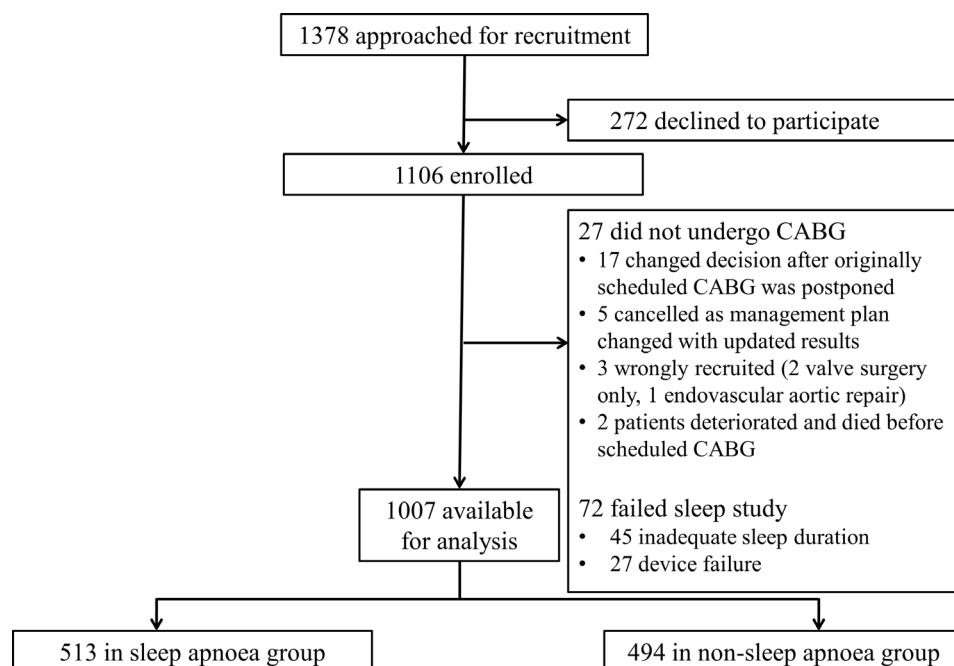 1378 approached for recruitment
272 declined to participate
1106 enrolled
27 did not undergo CABG
• 17 changed decision after originally
scheduled CABG was postponed
• 5 cancelled as management plan
changed with updated results
• 3 wrongly recruited (2 valve surgery
only, 1 endovascular aortic repair)
• 2 patients deteriorated and died before
scheduled CABG
72 failed sleep study
• 45 inadequate sleep duration
• 27 device failure
1007 available
for analysis
513 in sleep apnoea group
494 in non-sleep apnoea group